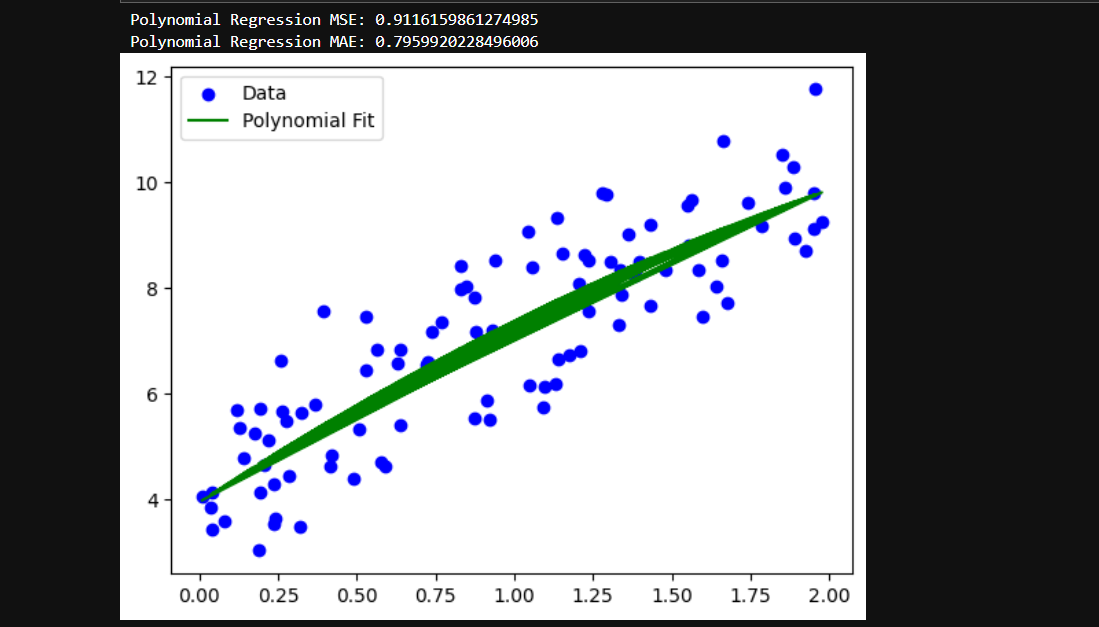 Polynomial Regression MSE: 0.9116159861274985
Polynomial Regression MAE: 0.7959920228496006
Data
Polynomial Fit
12
10
8
6
4
0.00 0.25 0.50 0.75 1.00 1.25 1.50 1.75 2.00